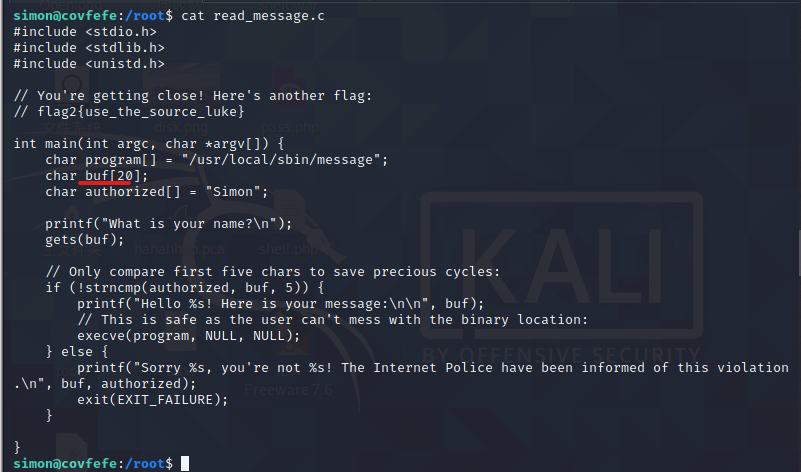 simon@covfefe:/root$ cat read_message.c
#include <stdio.h>
#include <stdlib.h>
#include <unistd.h>

// You're getting close! Here's another flag:
// flag2{use_the_source_luke}

int main(int argc, char *argv[]) {
    char program[] = "/usr/local/sbin/message";
    char buf[20];
    char authorized[] = "Simon";

    printf("What is your name?\n");
    gets(buf);

    // Only compare first five chars to save precious cycles:
    if (!strncmp(authorized, buf, 5)) {
        printf("Hello %s! Here is your message:\n\n", buf);
        // This is safe as the user can't mess with the binary location:
        execve(program, NULL, NULL);
    } else {
        printf("Sorry %s, you're not %s! The Internet Police have been informed of this violation
.\n", buf, authorized);
        exit(EXIT_FAILURE);
    }

}
simon@covfefe:/root$
KALI
BY OFFENSIVE SECURITY
disk.png
shell.php
Freeware 7.6